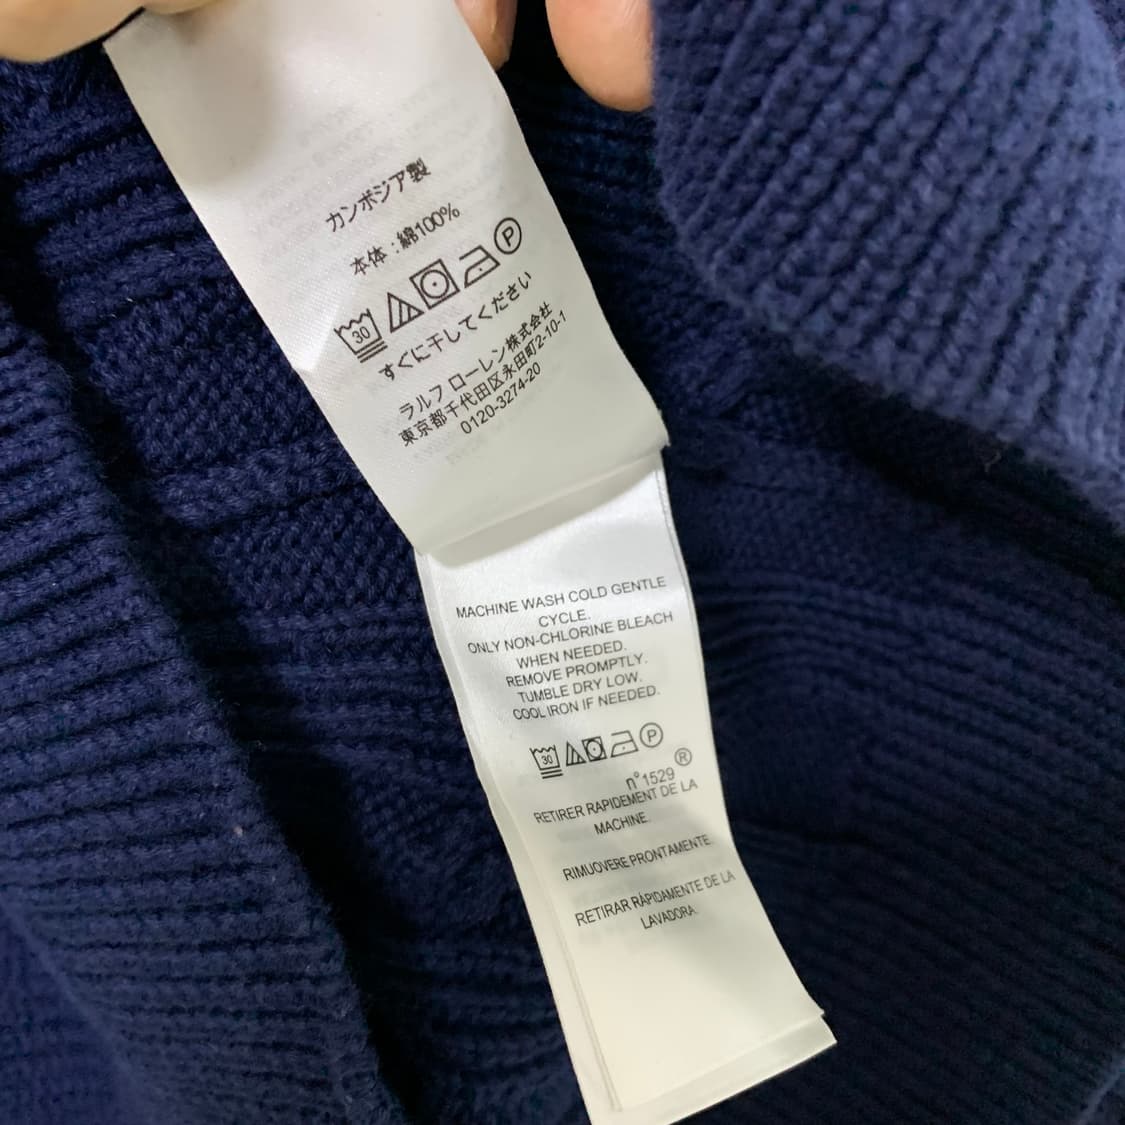 カンボジア製
本体 : 綿100%
30 P
すぐに干してください
ラルフ ローレン株式会社
東京都千代田区永田町2-10-1
0120-3274-20
MACHINE WASH COLD GENTLE
CYCLE.
ONLY NON-CHLORINE BLEACH
WHEN NEEDED.
REMOVE PROMPTLY.
TUMBLE DRY LOW.
COOL IRON IF NEEDED.
30 P
n°1529 ®
RETIRER RAPIDEMENT DE LA
MACHINE.
RIMUOVERE PRONTAMENTE.
RETIRAR RÁPIDAMENTE DE LA
LAVADORA.